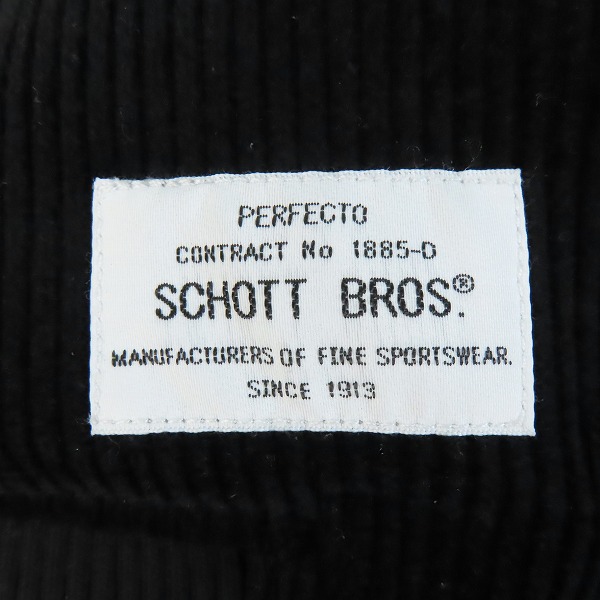 PERFECTO
CONTRACT No 1885-D
SCHOTT BROS.®
MANUFACTURERS OF FINE SPORTSWEAR.
SINCE 1913